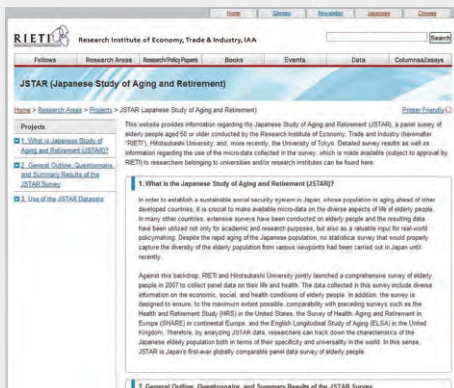 Home Sitemap Newsletter Japanese Chinese
RIETI Research Institute of Economy, Trade & Industry, IAA
Search
Fellows Research Areas Research/Policy Papers Books Events Data Columns&Essays
JSTAR (Japanese Study of Aging and Retirement)
Home > Research Areas > Projects > JSTAR (Japanese Study of Aging and Retirement)
Printer Friendly
Projects
1. What is Japanese Study of
Aging and Retirement (JSTAR)?
2. General Outline, Questionnaire,
and Summary Results of the
JSTAR Survey
3. Use of the JSTAR Datasets
This website provides information regarding the Japanese Study of Aging and Retirement (JSTAR), a panel survey of
elderly people aged 50 or older conducted by the Research Institute of Economy, Trade and Industry (hereinafter
"RIETI"), Hitotsubashi University and, more recently, the University of Tokyo. Detailed survey results as well as
information regarding the use of the micro-data collected in the survey, which is made available (subject to approval by
RIETI) to researchers belonging to universities and/or research institutes can be found here.
1. What is the Japanese Study of Aging and Retirement (JSTAR)?
In order to establish a sustainable social security system in Japan, whose population is aging ahead of other
developed countries, it is crucial to make available micro-data on the diverse aspects of life of elderly people.
In many other countries, extensive surveys have been conducted on elderly people and the resulting data
have been utilized not only for academic and research purposes, but also as a valuable input for real-world
policymaking. Despite the rapid aging of the Japanese population, no statistical survey that would properly
capture the diversity of the elderly population from various viewpoints had been carried out in Japan until
recently.
Against this backdrop, RIETI and Hitotsubashi University jointly launched a comprehensive survey of elderly
people in 2007 to collect panel data on their life and health. The data collected in this survey include diverse
information on the economic, social, and health conditions of elderly people. In addition, the survey is
designed to ensure, to the maximum extent possible, comparability with preceding surveys such as the
Health and Retirement Study (HRS) in the United States, the Survey of Health, Aging and Retirement in
Europe (SHARE) in continental Europe, and the English Longitudinal Study of Aging (ELSA) in the United
Kingdom. Therefore, by analyzing JSTAR data, researchers can track down the characteristics of the
Japanese elderly population both in terms of their specificity and universality in the world. In this sense,
JSTAR is Japan's first-ever globally comparable panel data survey of elderly people.
2. General Outline, Questionnaire, and Summary Results of the JSTAR Survey